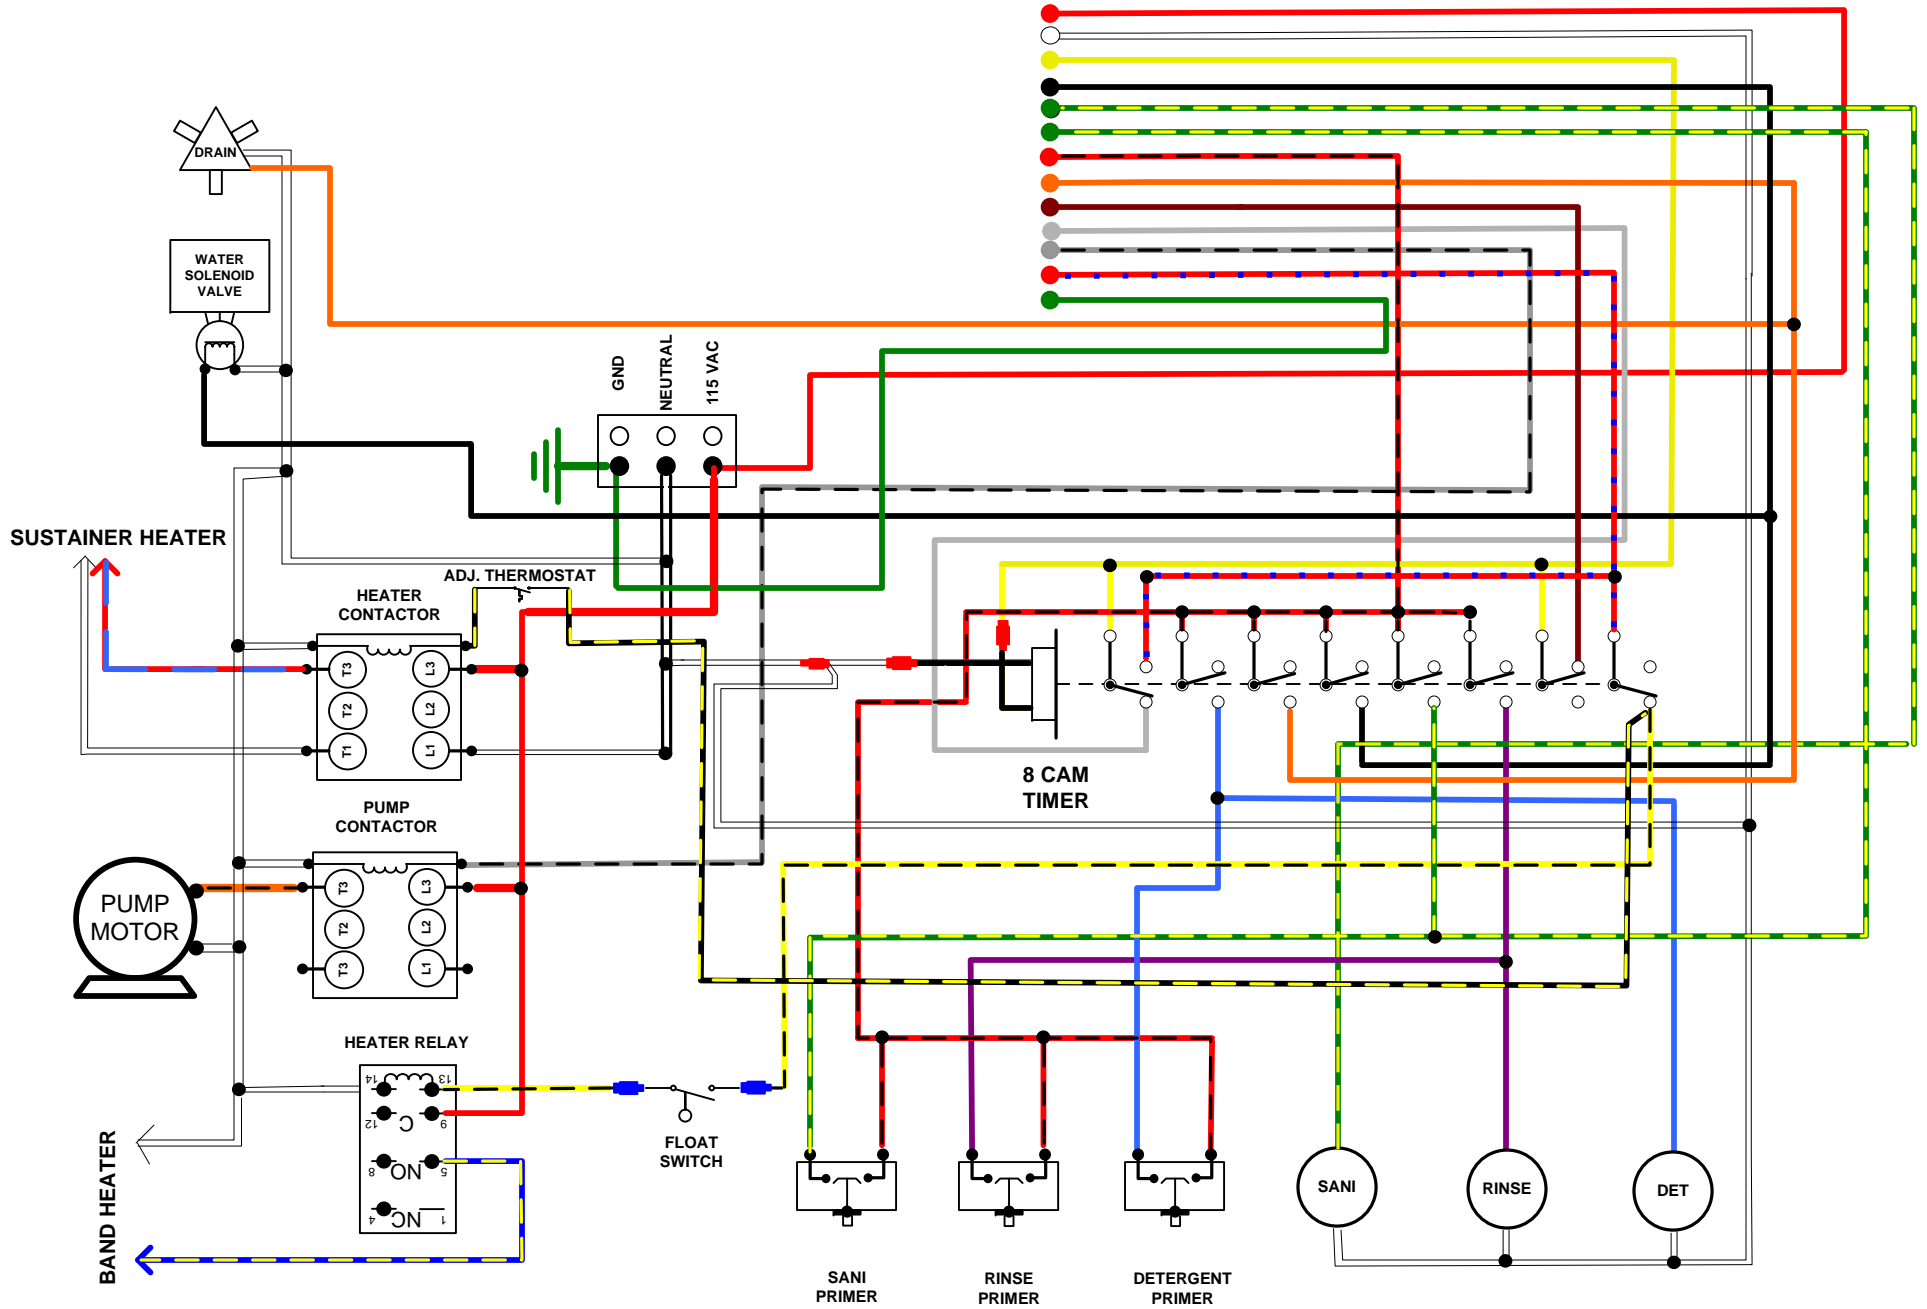 DRAIN
WATER
SOLENOID
VALVE
GND
NEUTRAL
115 VAC
SUSTAINER HEATER
ADJ. THERMOSTAT
HEATER
CONTACTOR
T3
L3
T2
L2
T1
L1
8 CAM
TIMER
PUMP
CONTACTOR
PUMP
MOTOR
T3
L3
T2
L2
T3
L1
HEATER RELAY
14
13
12
C
9
8
NO
5
4
NC
1
FLOAT
SWITCH
BAND HEATER
SANI
RINSE
DET
SANI
PRIMER
RINSE
PRIMER
DETERGENT
PRIMER